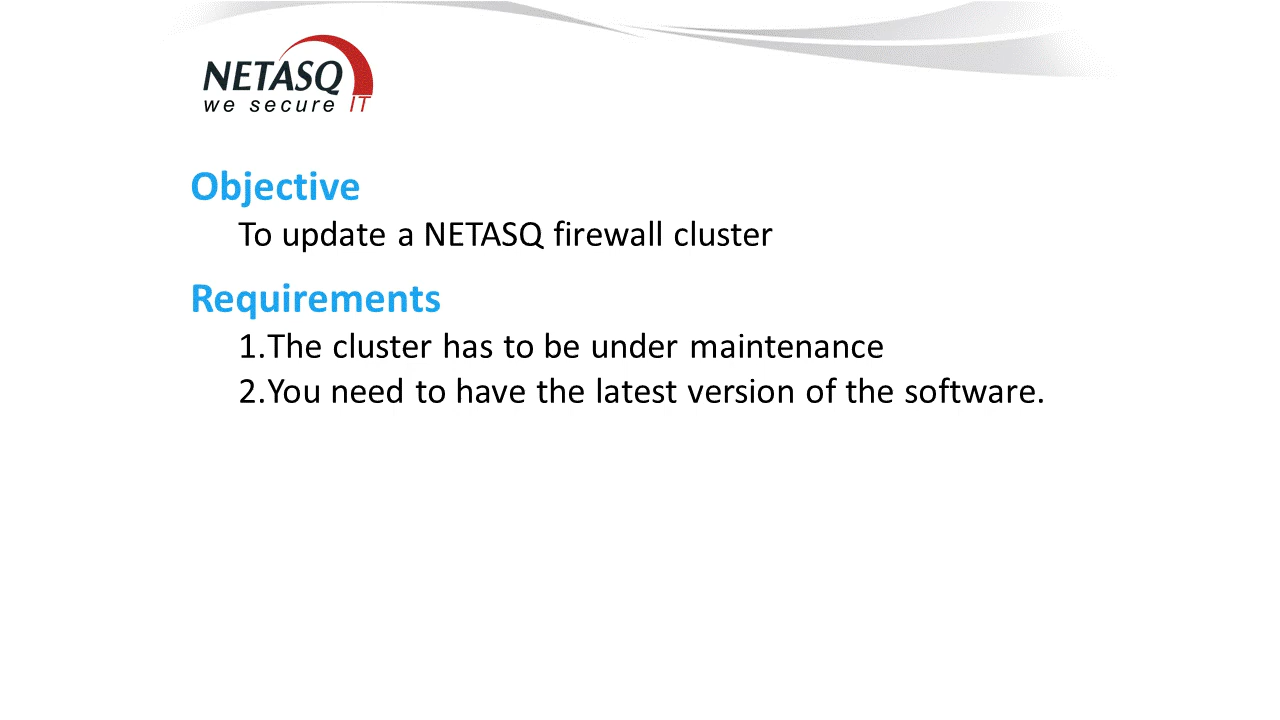 NETASQ
we secure IT
Objective
To update a NETASQ firewall cluster
Requirements
1.The cluster has to be under maintenance
2.You need to have the latest version of the software.